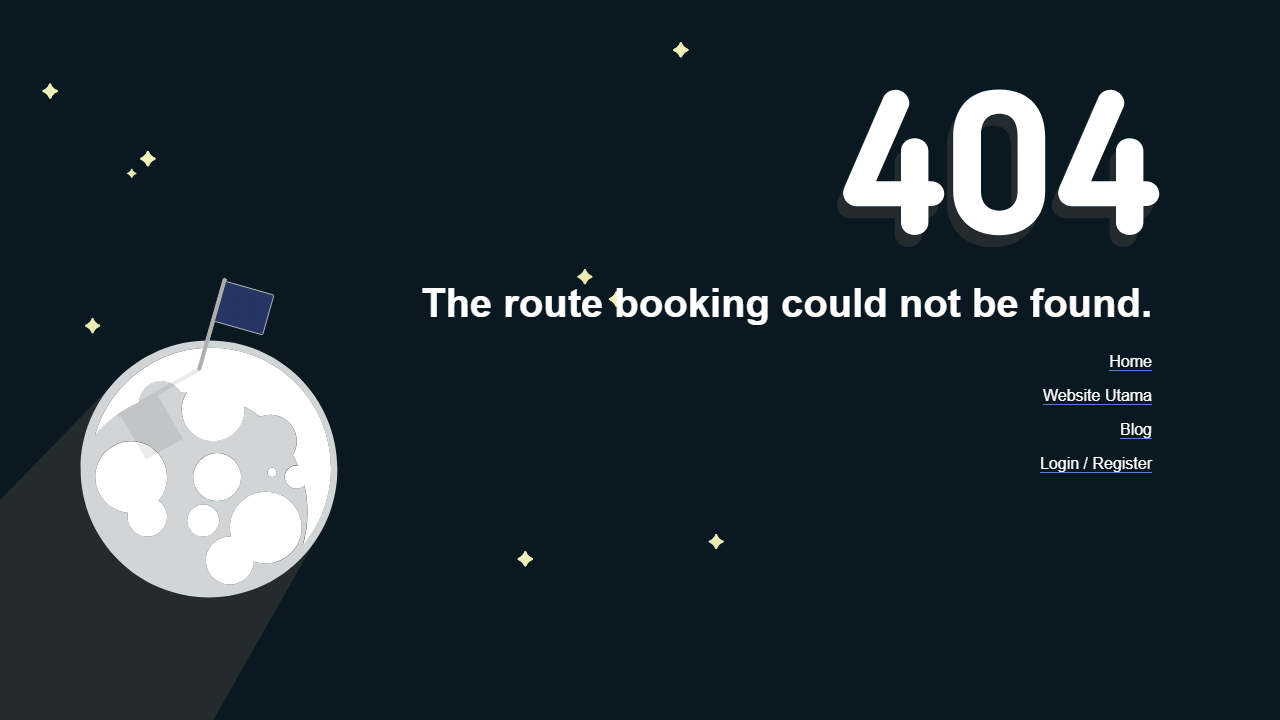 404
The route booking could not be found.
Home
Website Utama
Blog
Login / Register